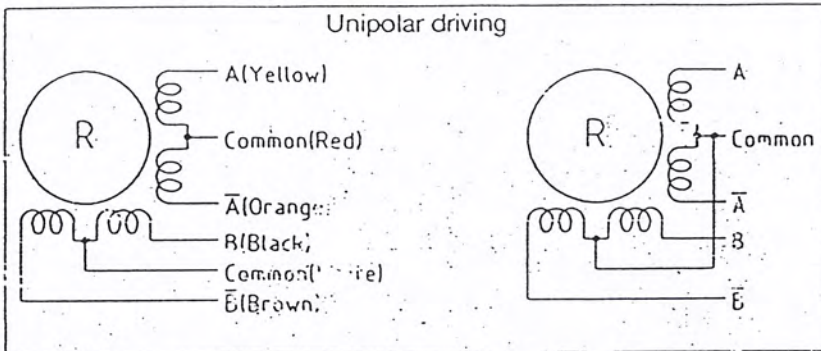 Unipolar driving
A(Yellow)
R
Common(Red)
Ā(Orange
B(Black)
Common(
B̄(Brown)
A
R
Common
Ā
B
B̄